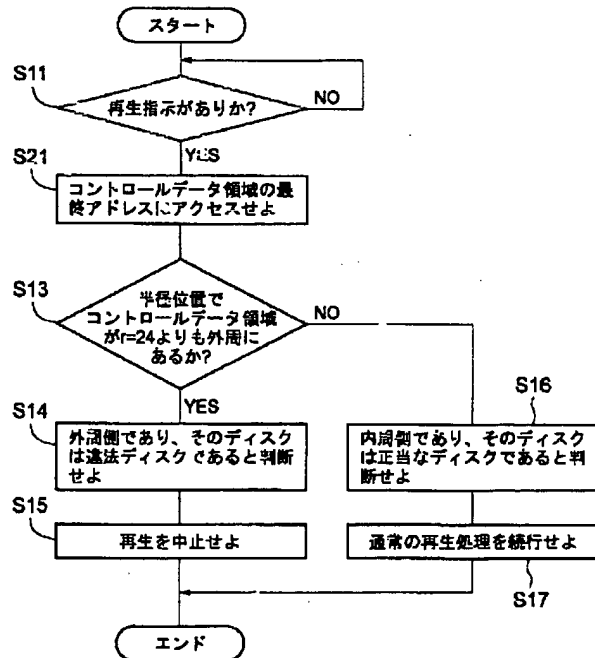 スタート
S11
再生指示がありか?
NO
YES
S21
コントロールデータ領域の最
終アドレスにアクセスせよ
S13
半径位置で
コントロールデータ領域
がr=24よりも外周に
あるか?
NO
YES
S14
外周側であり、そのディスク
は違法ディスクであると判断
せよ
S16
内周側であり、そのディスク
は正当なディスクであると判
断せよ
S15
再生を中止せよ
通常の再生処理を続行せよ
S17
エンド